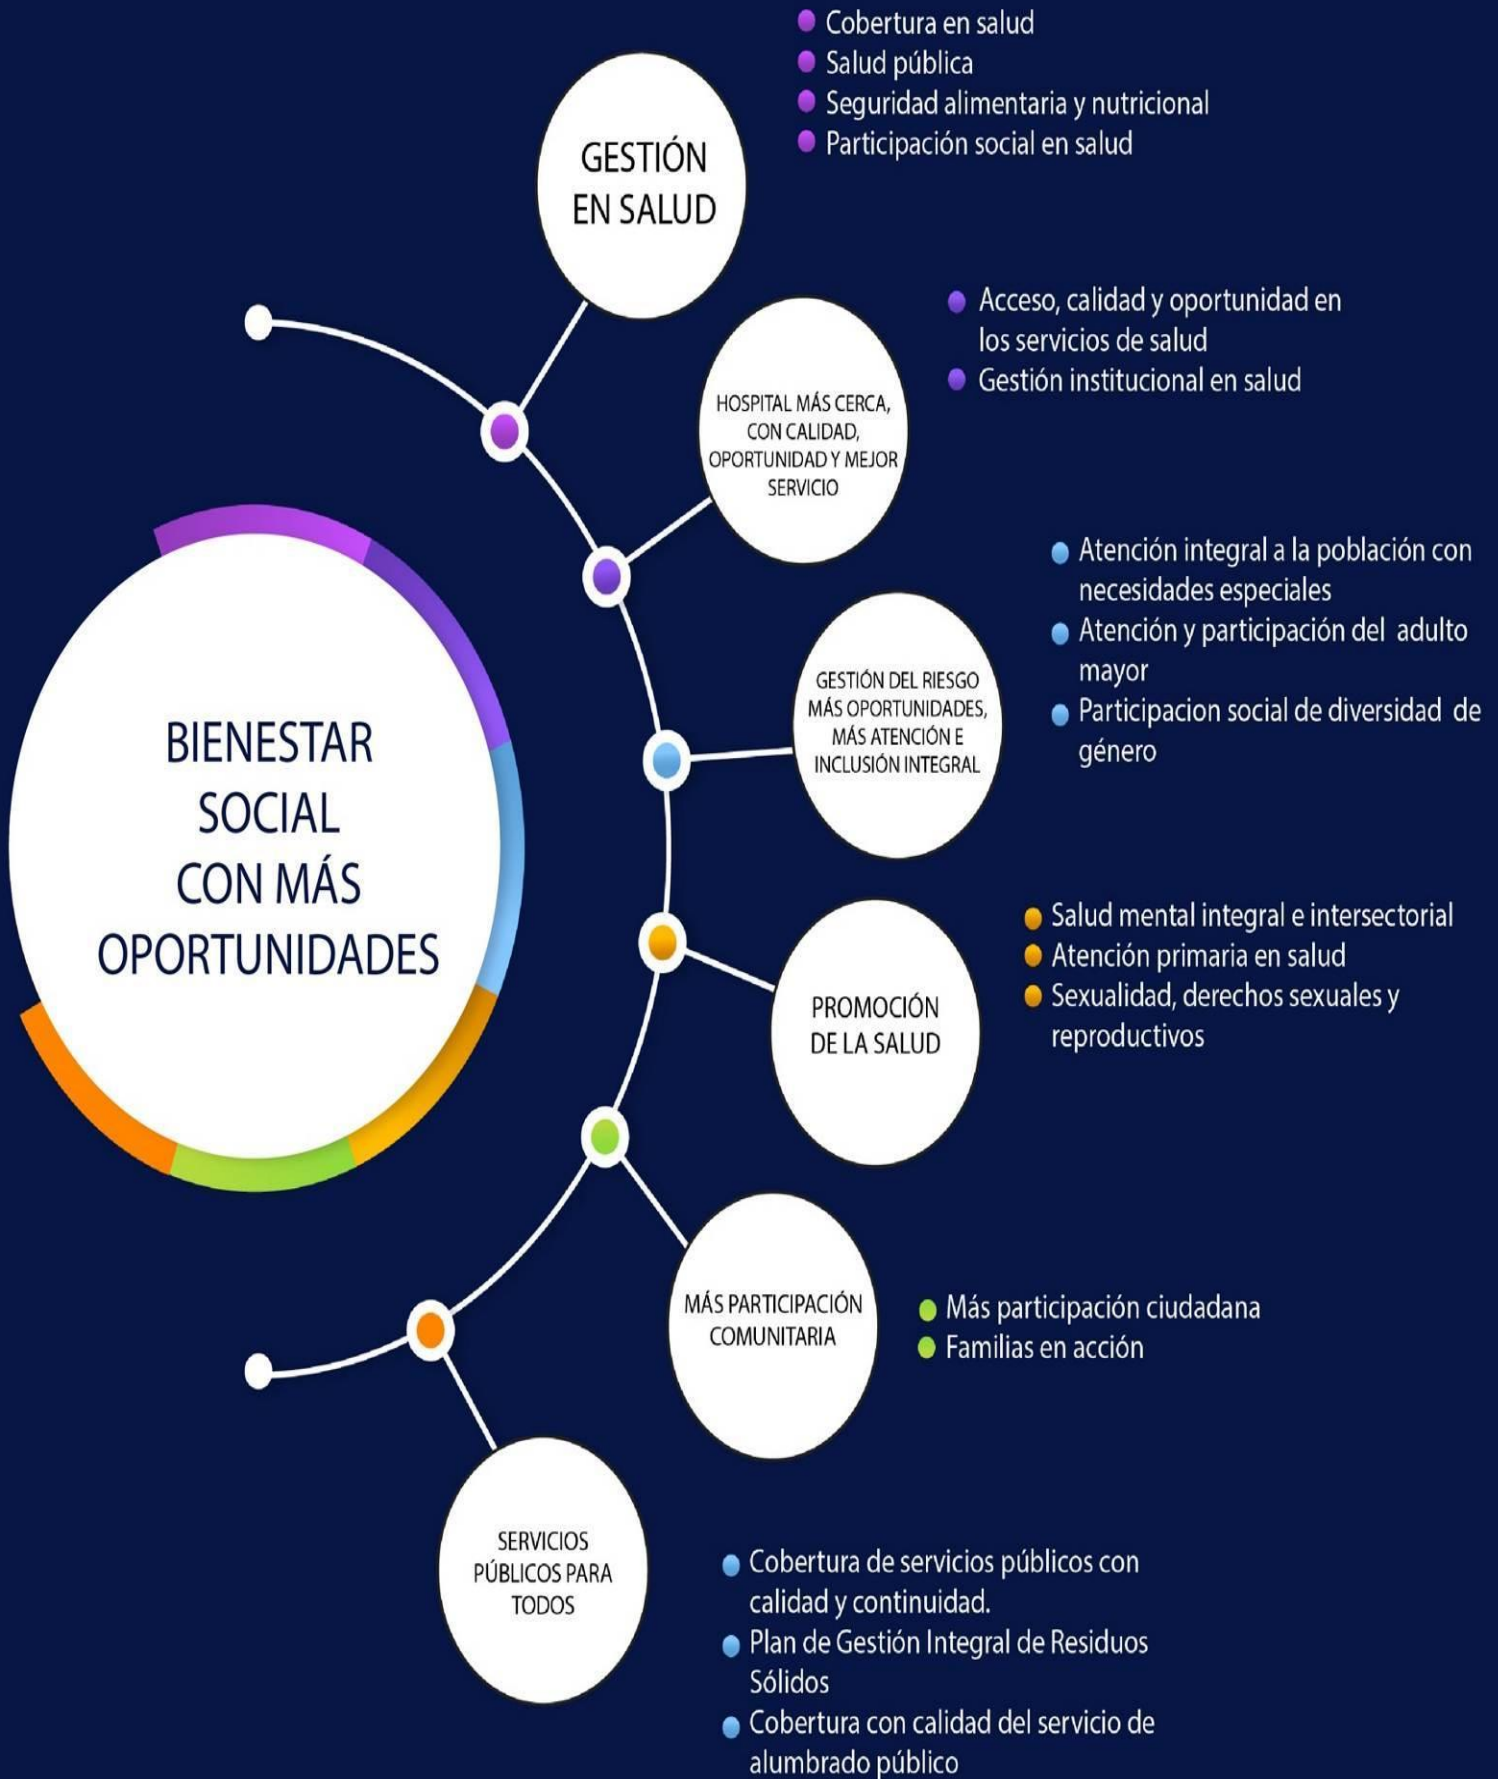 Cobertura en salud
Salud pública
Seguridad alimentaria y nutricional
Participación social en salud
GESTIÓN
EN SALUD
Acceso, calidad y oportunidad en
los servicios de salud
Gestión institucional en salud
HOSPITAL MÁS CERCA,
CON CALIDAD,
OPORTUNIDAD Y MEJOR
SERVICIO
Atención integral a la población con
necesidades especiales
Atención y participación del adulto
mayor
Participacion social de diversidad de
género
GESTIÓN DEL RIESGO
MÁS OPORTUNIDADES,
MÁS ATENCIÓN E
INCLUSIÓN INTEGRAL
BIENESTAR
SOCIAL
CON MÁS
OPORTUNIDADES
Salud mental integral e intersectorial
Atención primaria en salud
Sexualidad, derechos sexuales y
reproductivos
PROMOCIÓN
DE LA SALUD
MÁS PARTICIPACIÓN
COMUNITARIA
Más participación ciudadana
Familias en acción
SERVICIOS
PÚBLICOS PARA
TODOS
Cobertura de servicios públicos con
calidad y continuidad.
Plan de Gestión Integral de Residuos
Sólidos
Cobertura con calidad del servicio de
alumbrado público